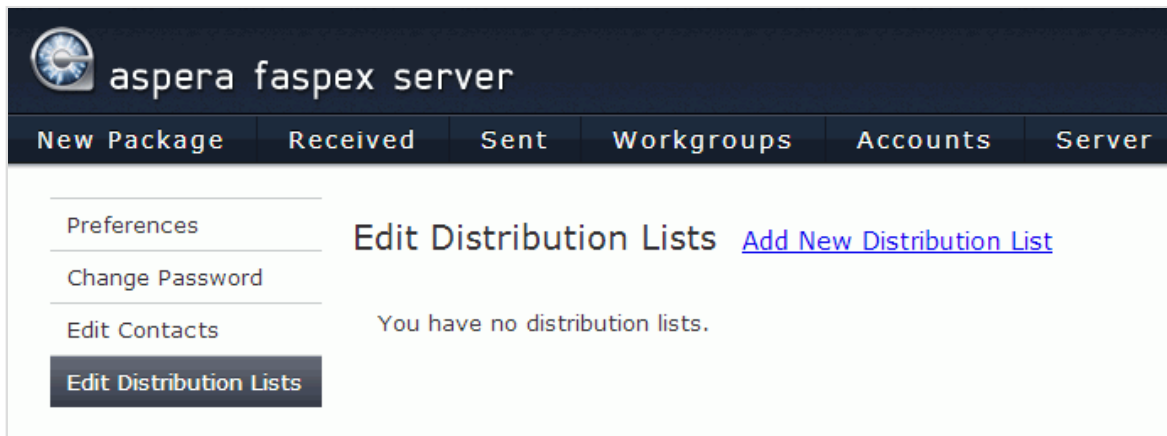 aspera faspex server
New Package Received Sent Workgroups Accounts Server
Preferences
Change Password
Edit Contacts
Edit Distribution Lists
Edit Distribution Lists Add New Distribution List
You have no distribution lists.